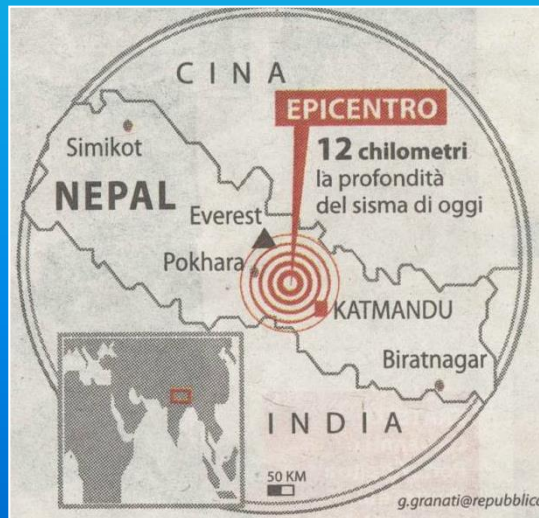 CINA
EPICENTRO
12 chilometri
la profondità
del sisma di oggi
Simikot
NEPAL
Everest
Pokhara
KATMANDU
Biratnagar
INDIA
50 KM
g.granati@repubblic